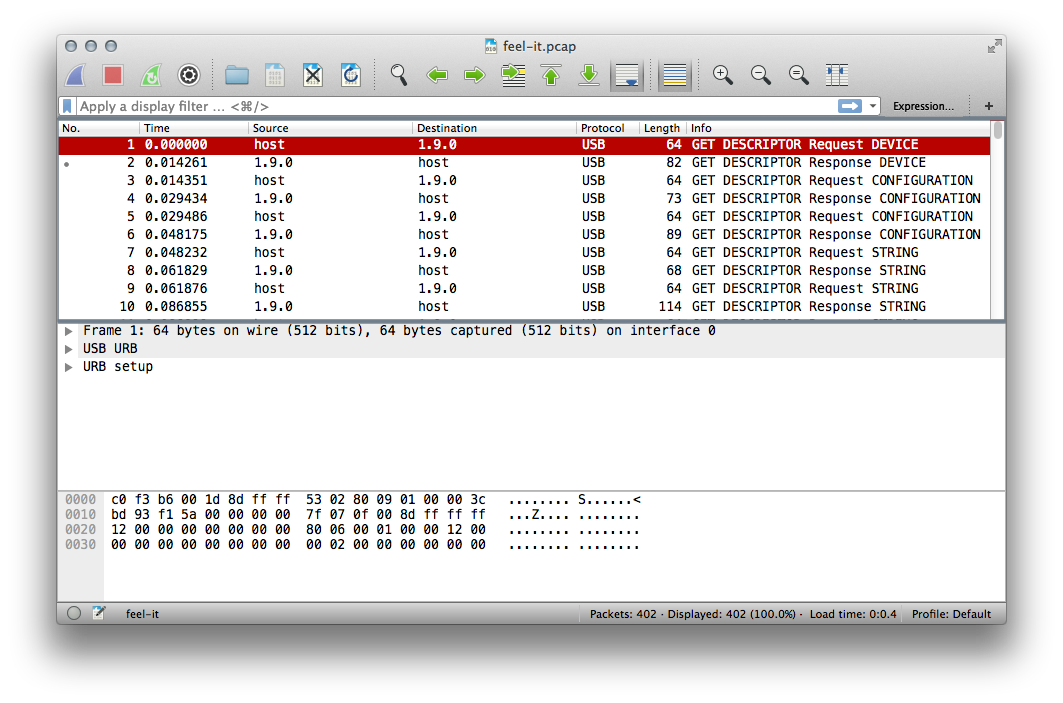 feel-it.pcap
Apply a display filter ... <⌘/>
Expression...
+
No. Time Source Destination Protocol Length Info
1 0.000000 host 1.9.0 USB 64 GET DESCRIPTOR Request DEVICE
2 0.014261 1.9.0 host USB 82 GET DESCRIPTOR Response DEVICE
3 0.014351 host 1.9.0 USB 64 GET DESCRIPTOR Request CONFIGURATION
4 0.029434 1.9.0 host USB 73 GET DESCRIPTOR Response CONFIGURATION
5 0.029486 host 1.9.0 USB 64 GET DESCRIPTOR Request CONFIGURATION
6 0.048175 1.9.0 host USB 89 GET DESCRIPTOR Response CONFIGURATION
7 0.048232 host 1.9.0 USB 64 GET DESCRIPTOR Request STRING
8 0.061829 1.9.0 host USB 68 GET DESCRIPTOR Response STRING
9 0.061876 host 1.9.0 USB 64 GET DESCRIPTOR Request STRING
10 0.086855 1.9.0 host USB 114 GET DESCRIPTOR Response STRING
Frame 1: 64 bytes on wire (512 bits), 64 bytes captured (512 bits) on interface 0
USB URB
URB setup
0000 c0 f3 b6 00 1d 8d ff ff 53 02 80 09 01 00 00 3c ........ S......<
0010 bd 93 f1 5a 00 00 00 00 7f 07 0f 00 8d ff ff ff ...Z.... ........
0020 12 00 00 00 00 00 00 00 80 06 00 01 00 00 12 00 ........ ........
0030 00 00 00 00 00 00 00 00 00 02 00 00 00 00 00 00 ........ ........
feel-it Packets: 402 · Displayed: 402 (100.0%) · Load time: 0:0.4 Profile: Default